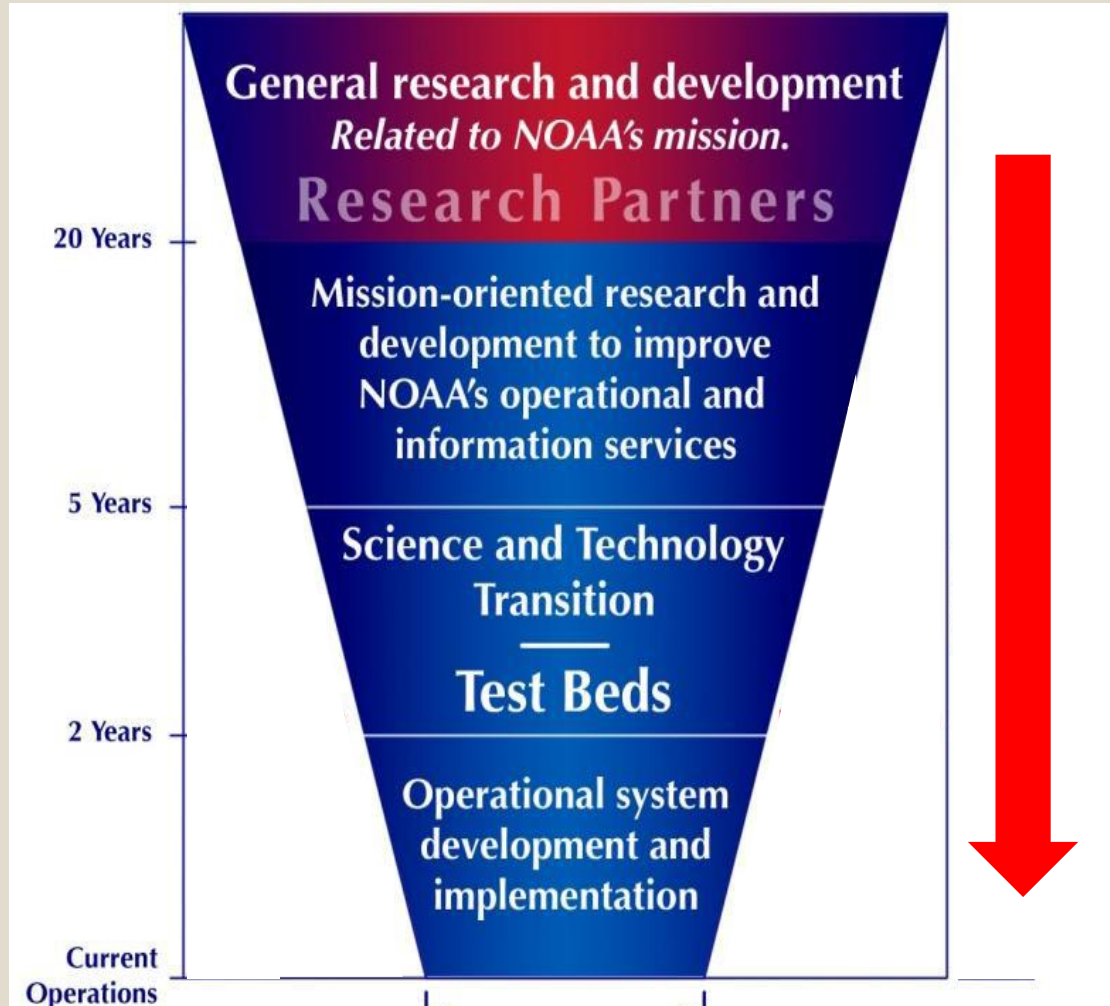 General research and development
Related to NOAA's mission.
Research Partners
20 Years
Mission-oriented research and
development to improve
NOAA's operational and
information services
5 Years
Science and Technology
Transition
Test Beds
2 Years
Operational system
development and
implementation
Current
Operations